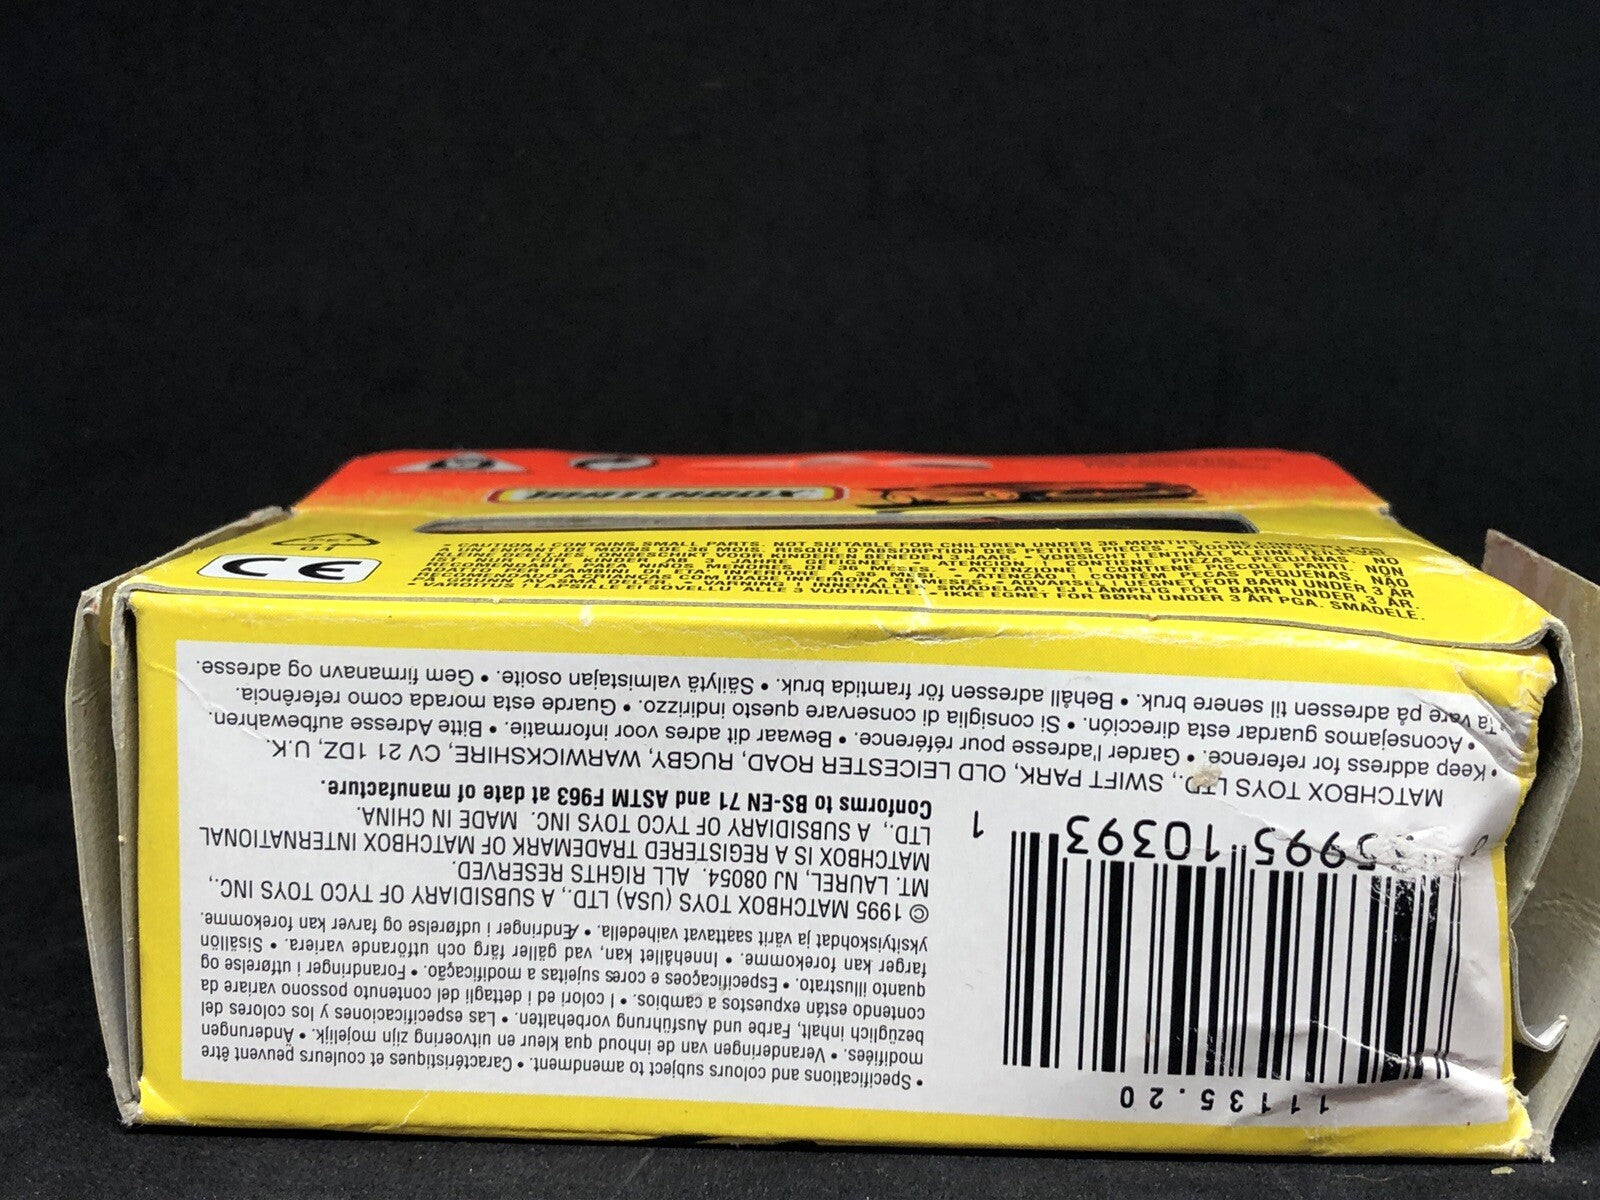 11135.20
5995 10393 1
• Specifications and colours and contents subject to amendment. • Caractéristiques et couleurs peuvent être
modifiées. • Veranderingen van de inhoud qua kleur en uitvoering zijn mojelijk. • Änderungen
bezüglich Inhalt, Farbe und Ausführung vorbehalten. • Las especificaciones y los colores del
contendo están expuestos a cambios. • I colori ed i dettagli del contenuto possono variare da
quanto illustrato. • Especificaçoes e cores sujeitas a modificação. • Forandringer i utførelse og
farger kan forekomme. • Innehållet kan, vad gäller färg och utförande variera. • Sisällön
yksityiskohdat ja värit saattavat vaihdella. • Ændringer i udførelse og farver kan forekomme.
© 1995 MATCHBOX TOYS (USA) LTD., A SUBSIDIARY OF TYCO TOYS INC.,
MT. LAUREL, NJ 08054. ALL RIGHTS RESERVED.
MATCHBOX IS A REGISTERED TRADEMARK OF MATCHBOX INTERNATIONAL
LTD., A SUBSIDIARY OF TYCO TOYS INC. MADE IN CHINA.
Conforms to BS-EN 71 and ASTM F963 at date of manufacture.
MATCHBOX TOYS LTD., SWIFT PARK, OLD LEICESTER ROAD, RUGBY, WARWICKSHIRE, CV 21 1DZ, U.K.
• Keep address for reference. • Garder l'adresse pour référence. • Bewaar dit adres voor informatie. • Bitte Adresse aufbewahren.
• Aconsejamos guardar esta dirección. • Si consiglia di conservare questo indirizzo. • Guarde esta morada como referência.
Ta vare på adressen til senere bruk. • Behåll adressen för framtida bruk. • Säilytä valmistajan osoite. • Gem firmanavn og adresse.
CE
01
MATCHBOX
CONTAINS SMALL PARTS. NOT SUITABLE FOR CHILDREN UNDER 36 MONTHS.